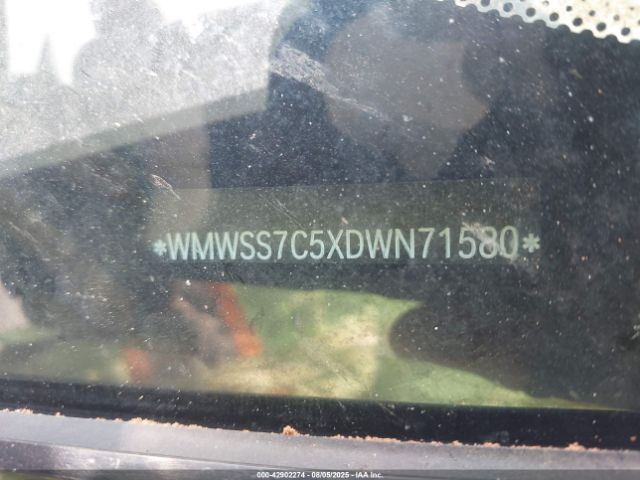 *WMWSS7C5XDWN71580*
000-42902274 - 08/05/2025 - IAA Inc.